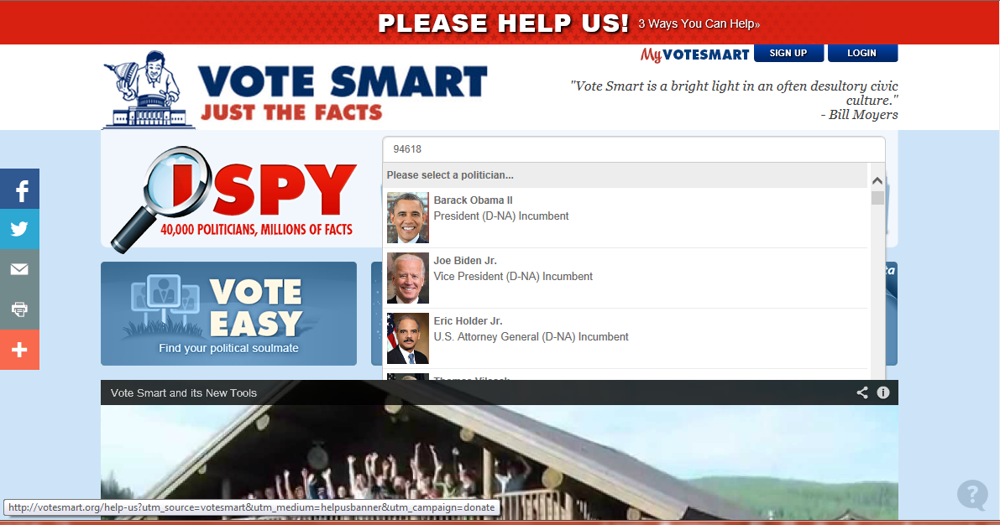 PLEASE HELP US! 3 Ways You Can Help»
My VOTESMART SIGN UP LOGIN
VOTE SMART
JUST THE FACTS
"Vote Smart is a bright light in an often desultory civic
culture."
- Bill Moyers
I SPY
40,000 POLITICIANS, MILLIONS OF FACTS
94618
Please select a politician...
Barack Obama II
President (D-NA) Incumbent
Joe Biden Jr.
Vice President (D-NA) Incumbent
Eric Holder Jr.
U.S. Attorney General (D-NA) Incumbent
VOTE
EASY
Find your political soulmate
Vote Smart and its New Tools
http://votesmart.org/help-us?utm_source=votesmart&utm_medium=helpusbanner&utm_campaign=donate